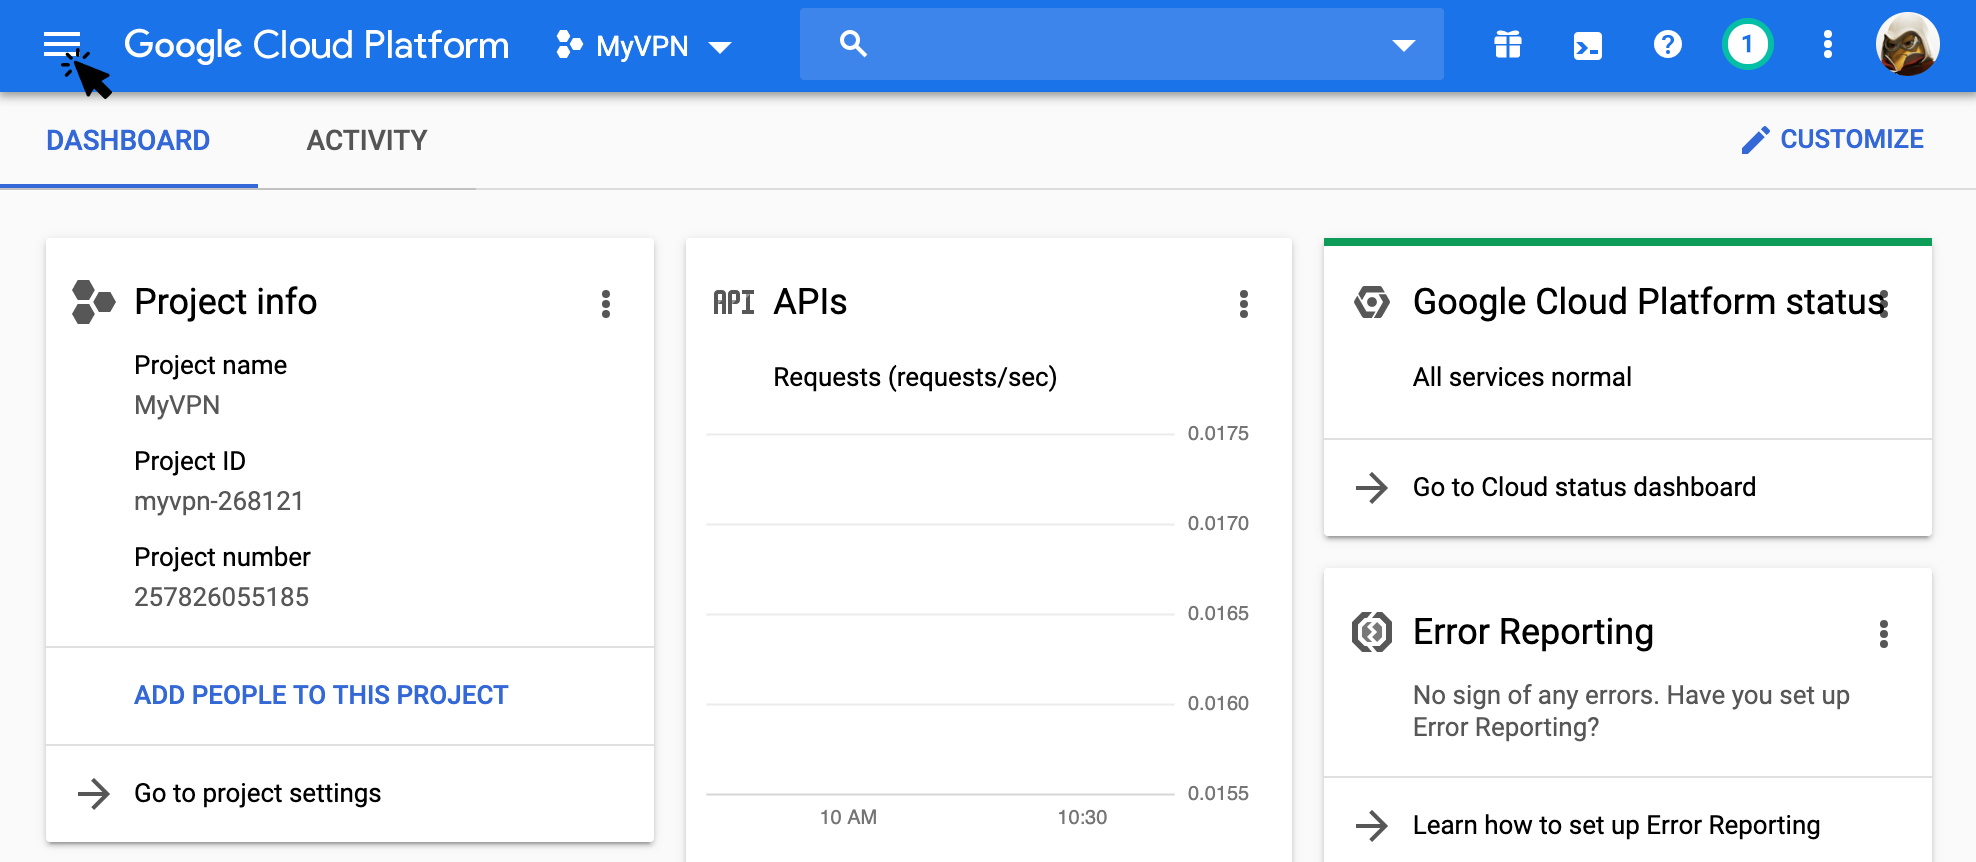 Google Cloud Platform
MyVPN
1
DASHBOARD
ACTIVITY
CUSTOMIZE
Project info
Project name
MyVPN
Project ID
myvpn-268121
Project number
257826055185
ADD PEOPLE TO THIS PROJECT
Go to project settings
API APIs
Requests (requests/sec)
0.0175
0.0170
0.0165
0.0160
0.0155
10 AM
10:30
Google Cloud Platform status
All services normal
Go to Cloud status dashboard
Error Reporting
No sign of any errors. Have you set up
Error Reporting?
Learn how to set up Error Reporting